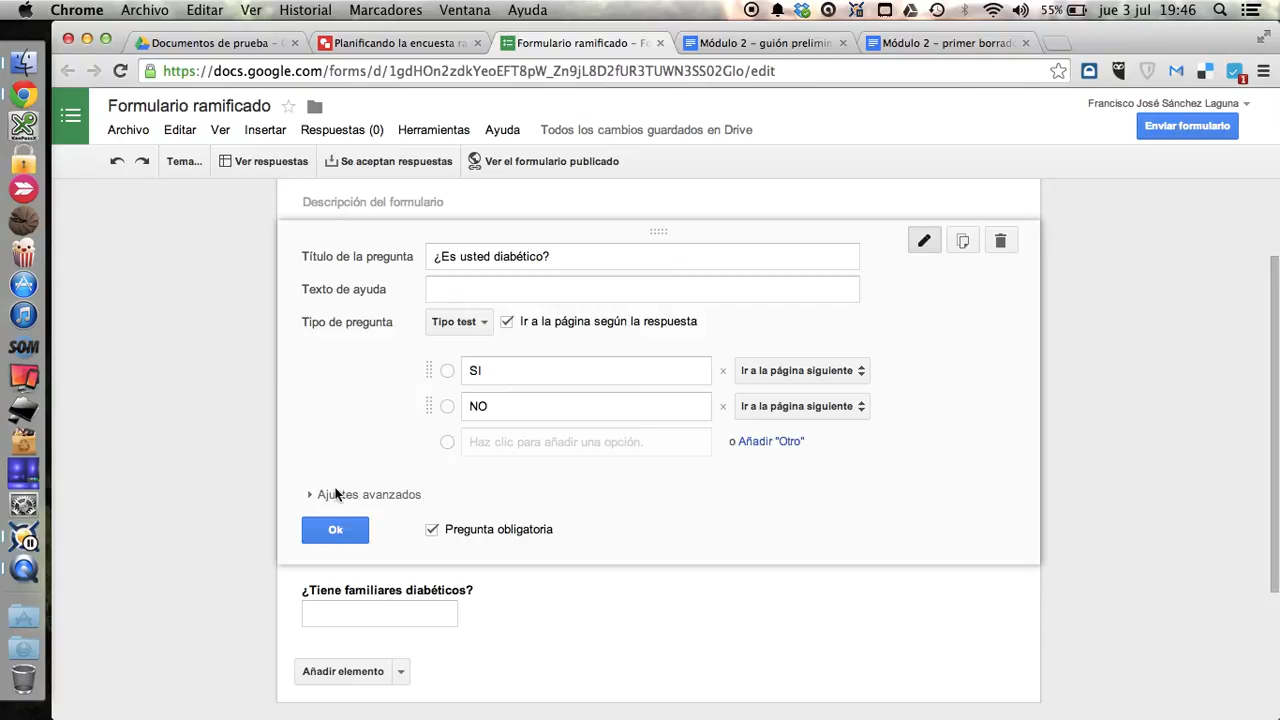 Chrome Archivo Editar Ver Historial Marcadores Ventana Ayuda 55% jue 3 jul 19:46
Documentos de prueba – × Planificando la encuesta ra × Formulario ramificado – Fo × Módulo 2 – guión prelimin × Módulo 2 – primer borrad ×
https://docs.google.com/forms/d/1gdHOn2zdkYeoEFT8pW_Zn9jL8D2fUR3TUWN3SS02GIo/edit
Formulario ramificado
Francisco José Sánchez Laguna
Archivo Editar Ver Insertar Respuestas (0) Herramientas Ayuda Todos los cambios guardados en Drive
Enviar formulario
Tema... Ver respuestas Se aceptan respuestas Ver el formulario publicado
Descripción del formulario
Título de la pregunta ¿Es usted diabético?
Texto de ayuda
Tipo de pregunta Tipo test Ir a la página según la respuesta
SI x Ir a la página siguiente
NO x Ir a la página siguiente
Haz clic para añadir una opción. o Añadir "Otro"
Ajustes avanzados
Ok Pregunta obligatoria
¿Tiene familiares diabéticos?
Añadir elemento
SOM
1